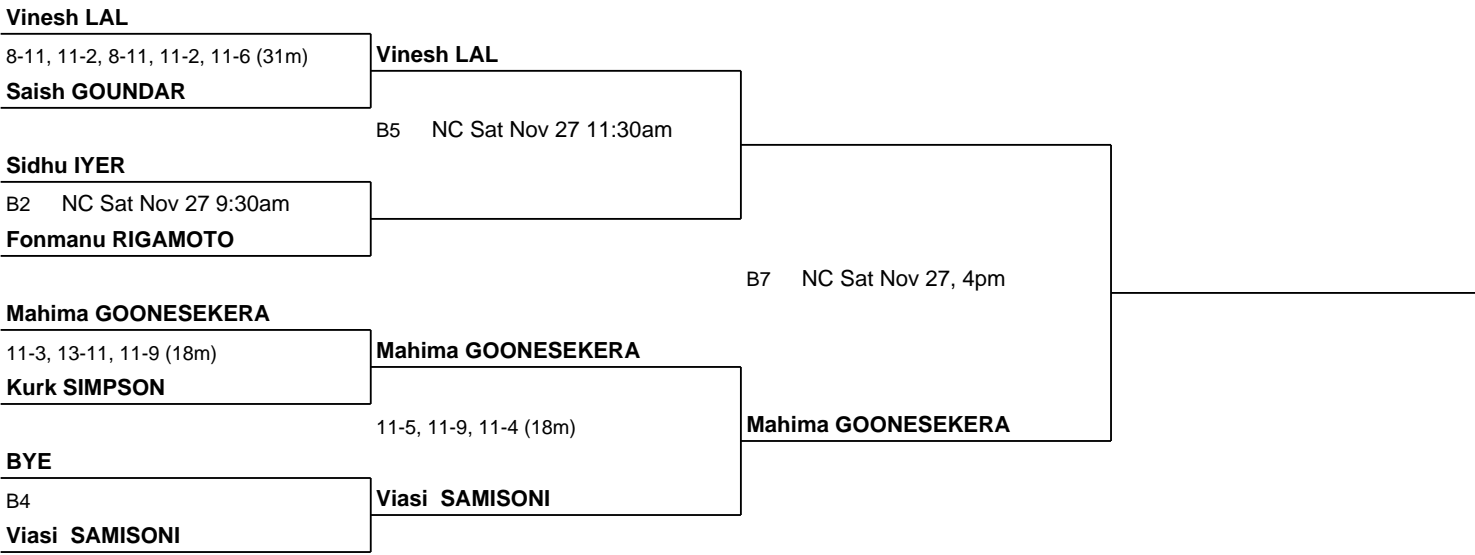 Vinesh LAL
8-11, 11-2, 8-11, 11-2, 11-6 (31m)
Vinesh LAL
Saish GOUNDAR
B5 NC Sat Nov 27 11:30am
Sidhu IYER
B2 NC Sat Nov 27 9:30am
Fonmanu RIGAMOTO
B7 NC Sat Nov 27, 4pm
Mahima GOONESEKERA
11-3, 13-11, 11-9 (18m)
Mahima GOONESEKERA
Kurk SIMPSON
11-5, 11-9, 11-4 (18m)
Mahima GOONESEKERA
BYE
B4
Viasi SAMISONI
Viasi SAMISONI